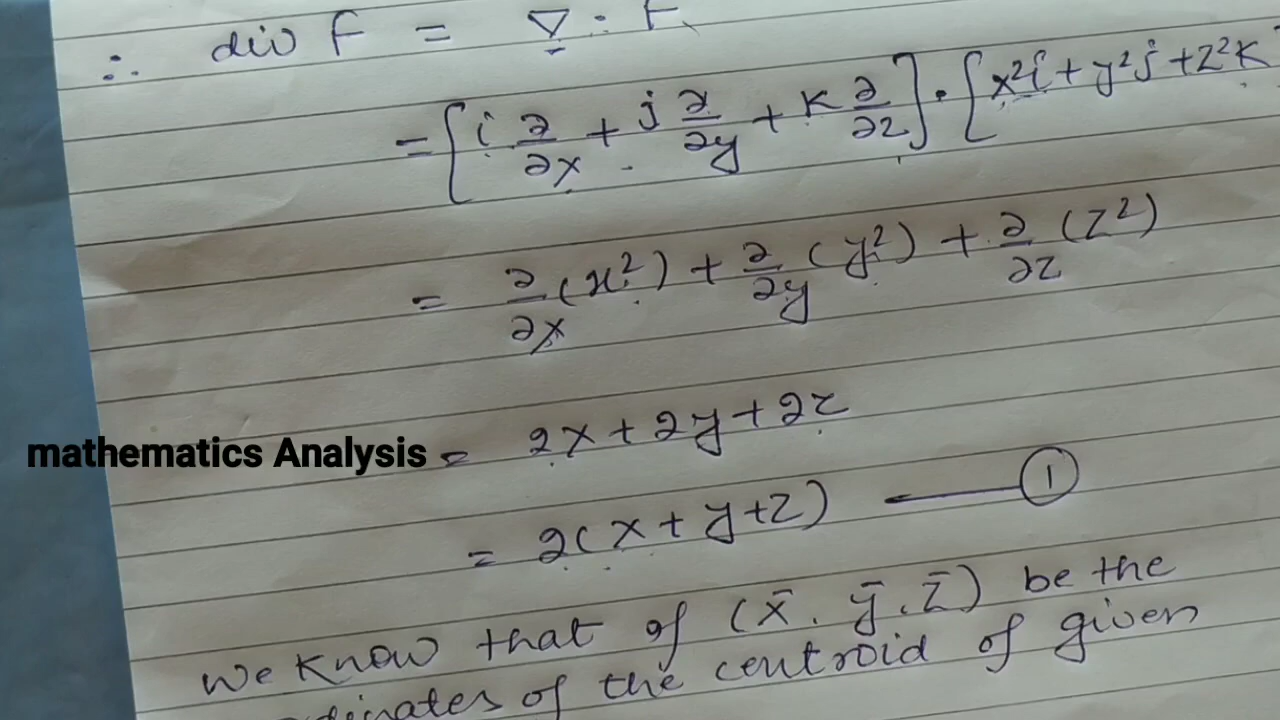 ∴ div F = ∇ · F
= [i ∂/∂x + j ∂/∂y + k ∂/∂z] · [x²i + y²j + z²k
= ∂/∂x (x²) + ∂/∂y (y²) + ∂/∂z (z²)
mathematics Analysis
= 2x + 2y + 2z
= 2(x + y + z) — ①
We know that of (x̄, ȳ, z̄) be the
of the centroid of given